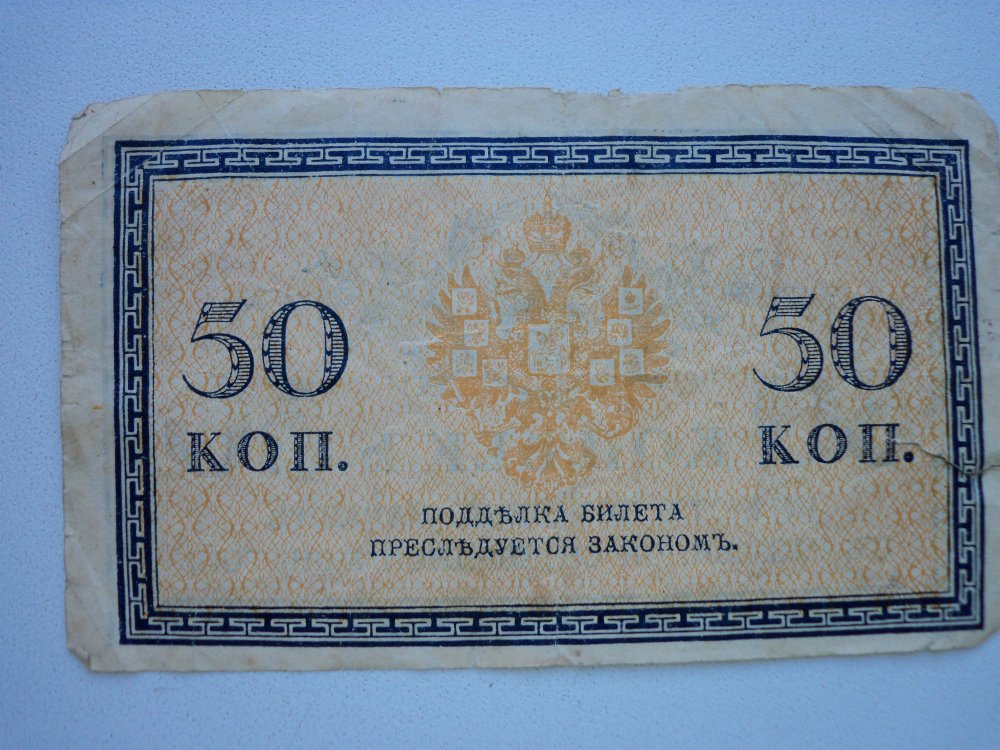 50 50
КОП. КОП.
ПОДДѢЛКА БИЛЕТА
ПРЕСЛѢДУЕТСЯ ЗАКОНОМЪ.